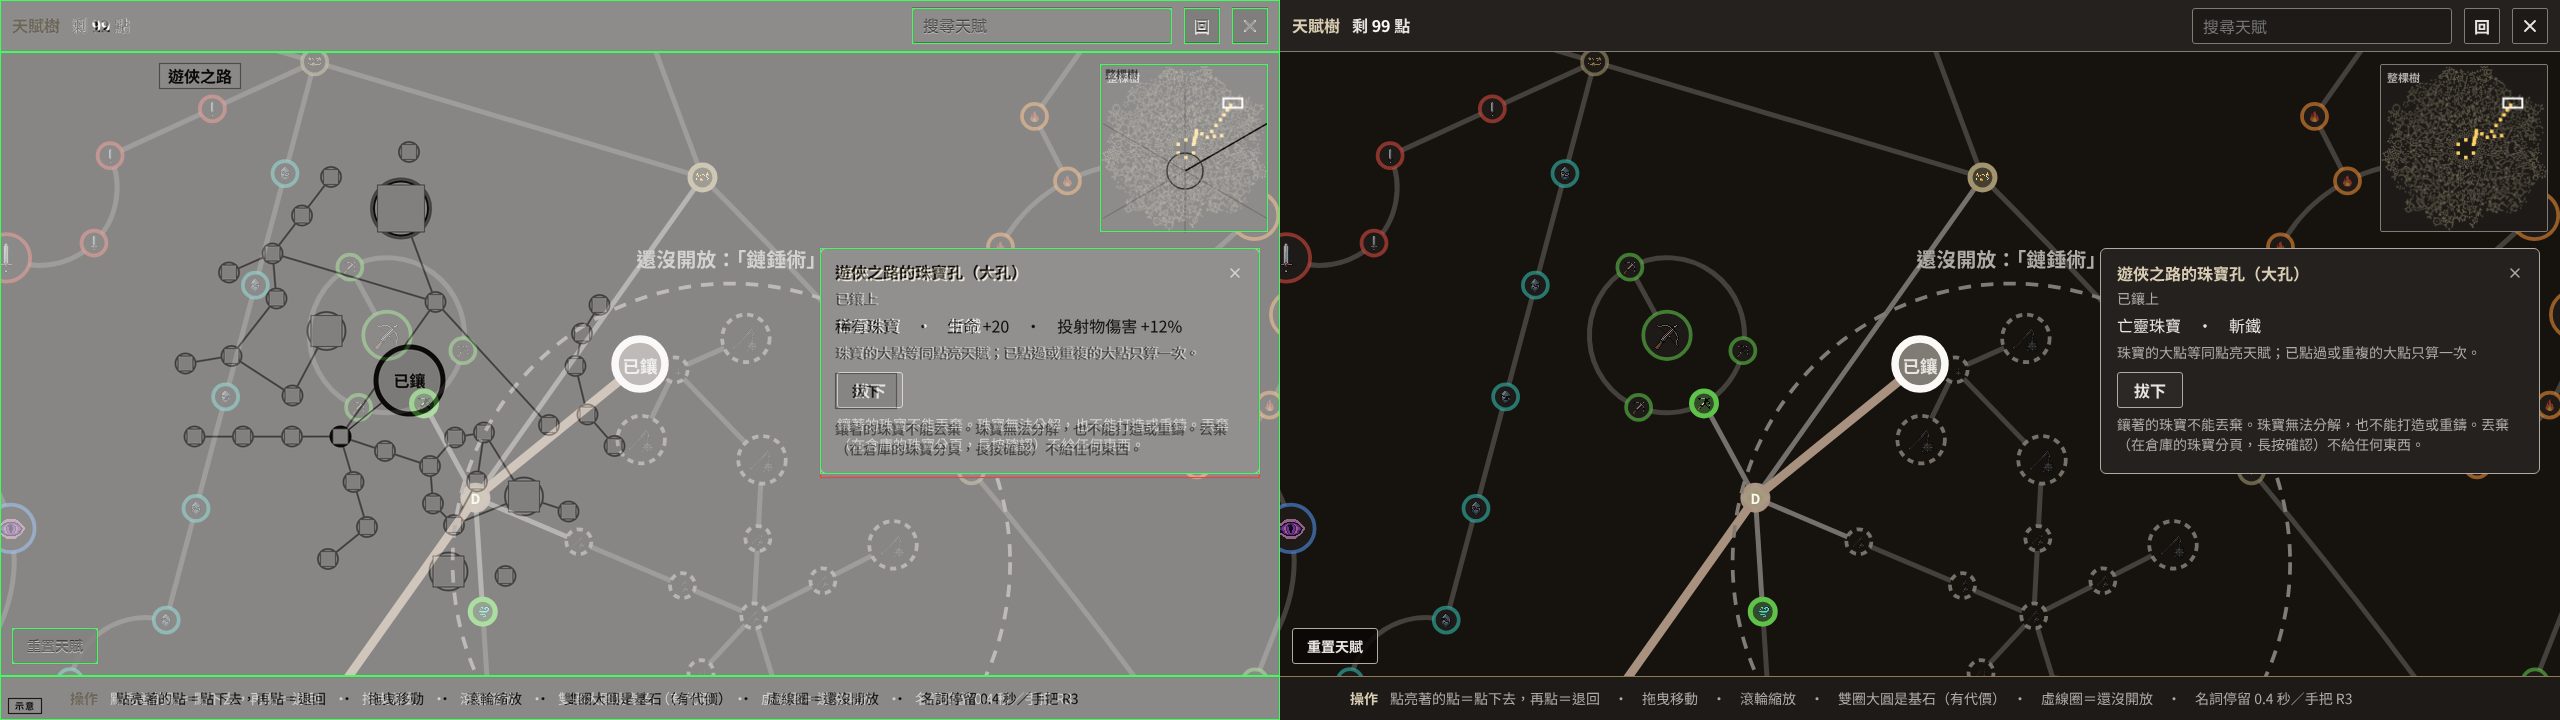 天賦樹 剩 99 點
搜尋天賦
回
遊俠之路
整棵樹
還沒開放：「鏈錘術」
遊俠之路的珠寶孔（大孔）
已鑲上
稀有珠寶 · 生命 +20 · 投射物傷害 +12%
珠寶的大點等同點亮天賦；已點過或重複的大點只算一次。
拔下
鑲著的珠寶不能丟棄。珠寶無法分解，也不能打造或重鑄。丟棄
（在倉庫的珠寶分頁，長按確認）不給任何東西。
已鑲
已鑲
D
重置天賦
示意
操作 點亮著的點＝點下去，再點＝退回 · 拖曳移動 · 滾輪縮放 · 雙圈大圓是基石（有代價） · 虛線圈＝還沒開放 · 名詞停留 0.4 秒／手把 R3
天賦樹 剩 99 點
搜尋天賦
回
整棵樹
還沒開放：「鏈錘術」
遊俠之路的珠寶孔（大孔）
已鑲上
亡靈珠寶 · 斬鐵
珠寶的大點等同點亮天賦；已點過或重複的大點只算一次。
拔下
鑲著的珠寶不能丟棄。珠寶無法分解，也不能打造或重鑄。丟棄
（在倉庫的珠寶分頁，長按確認）不給任何東西。
已鑲
D
重置天賦
操作 點亮著的點＝點下去，再點＝退回 · 拖曳移動 · 滾輪縮放 · 雙圈大圓是基石（有代價） · 虛線圈＝還沒開放 · 名詞停留 0.4 秒／手把 R3